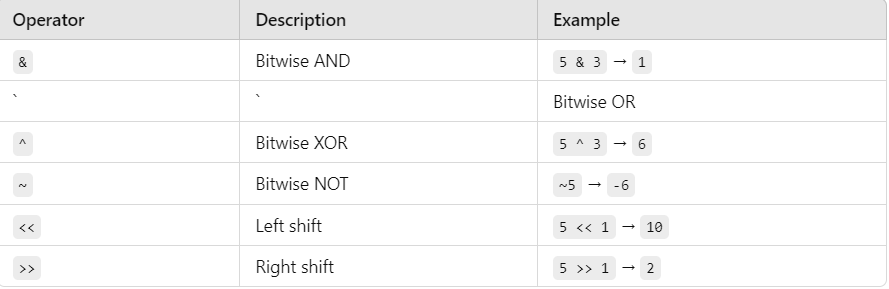 Operator Description Example
& Bitwise AND 5 & 3 → 1
` ` Bitwise OR
^ Bitwise XOR 5 ^ 3 → 6
~ Bitwise NOT ~5 → -6
<< Left shift 5 << 1 → 10
>> Right shift 5 >> 1 → 2